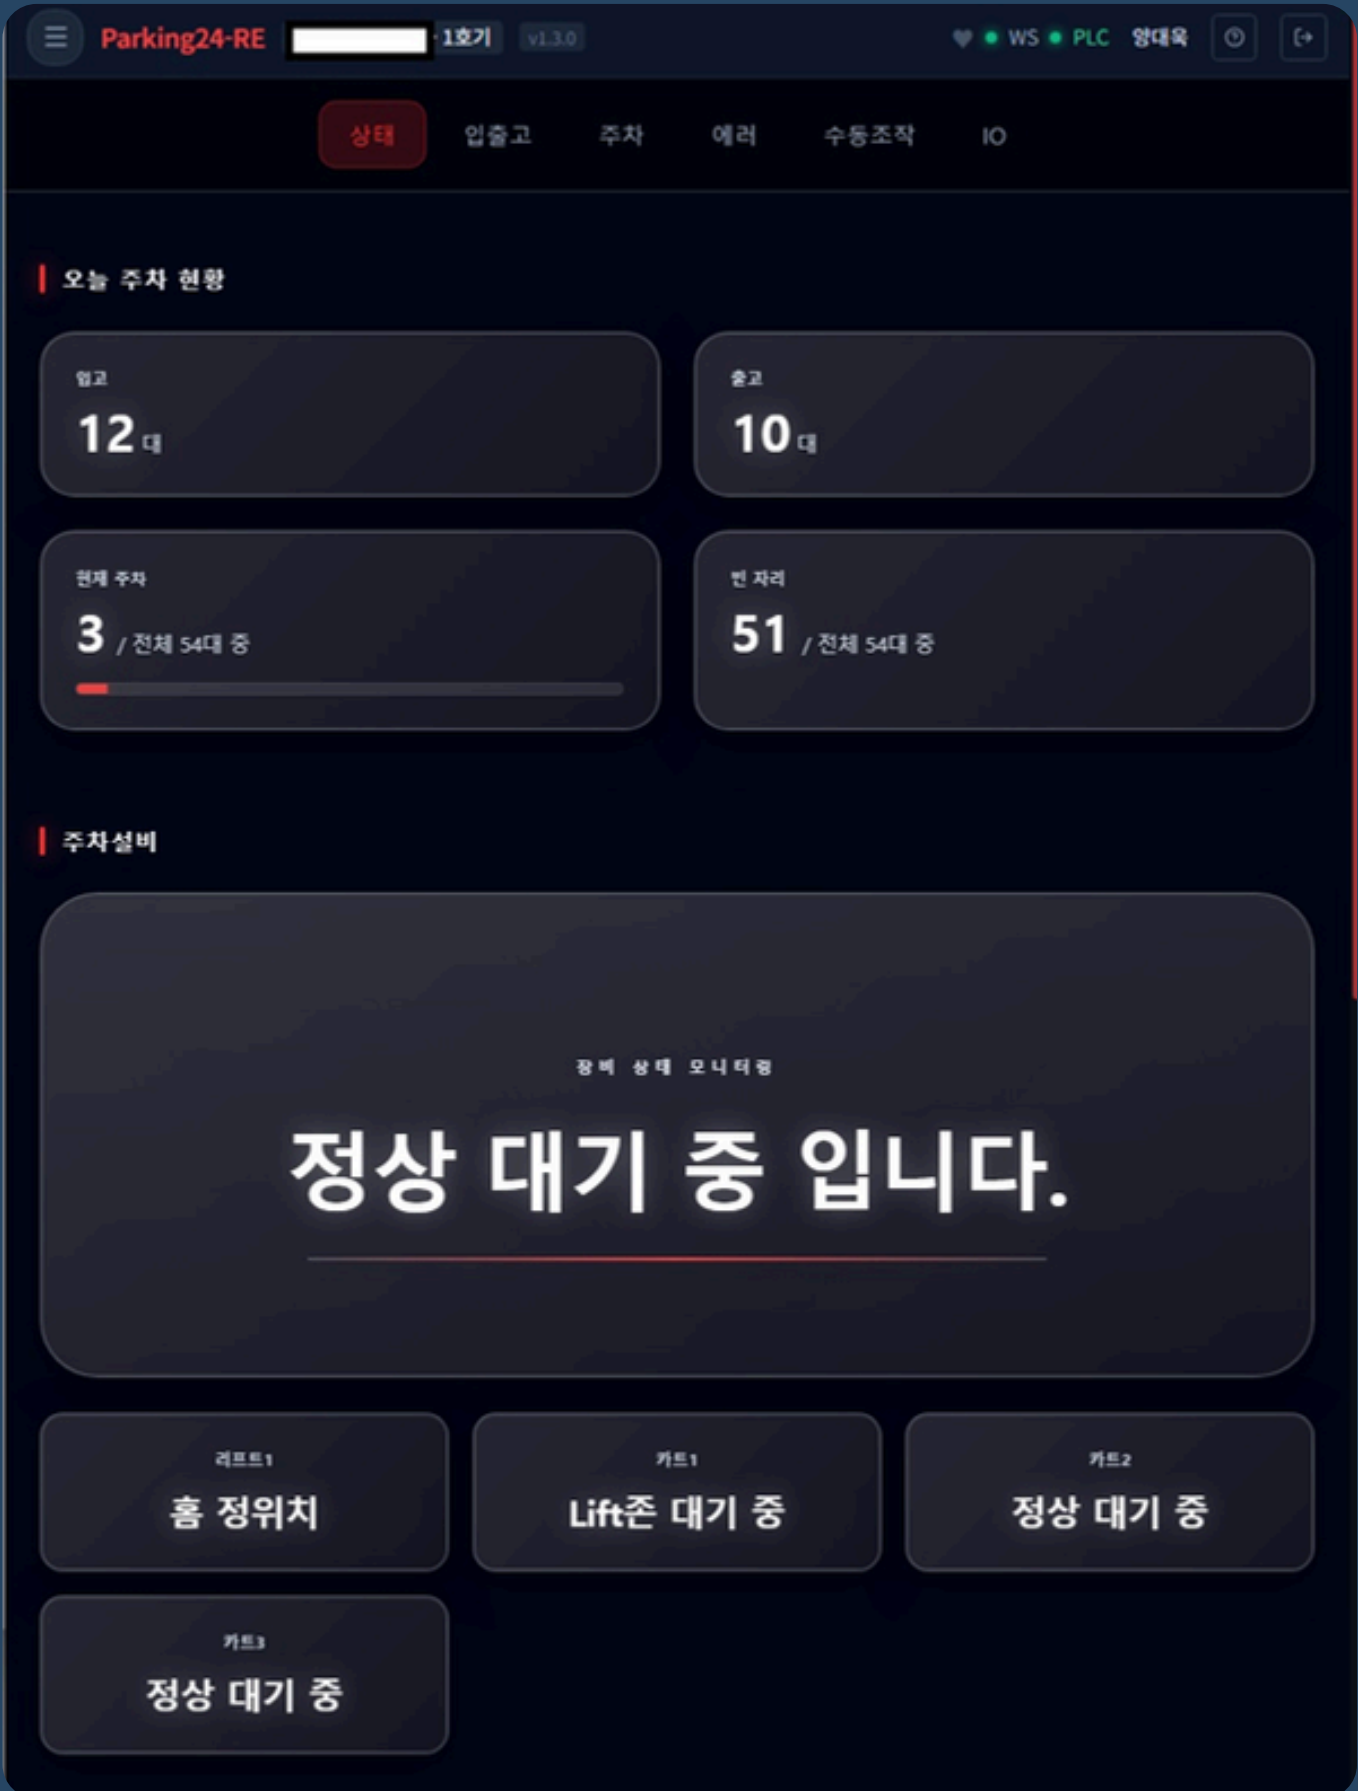 Parking24-RE · 1호기 v1.3.0 WS PLC 양대욱
상태 입출고 주차 에러 수동조작 IO
오늘 주차 현황
입고 출고
12 대 10 대
현재 주차 빈 자리
3 / 전체 54대 중 51 / 전체 54대 중
주차설비
장비 상태 모니터링
정상 대기 중 입니다.
리프트1 카트1 카트2
홈 정위치 Lift존 대기 중 정상 대기 중
카트3
정상 대기 중